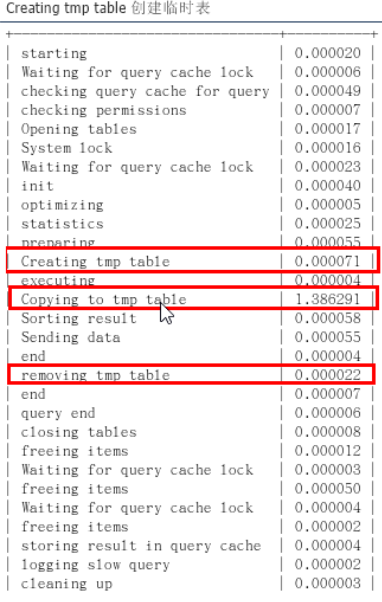 Creating tmp table 创建临时表
+--------------------------------+----------+
| starting | 0.000020 |
| Waiting for query cache lock | 0.000006 |
| checking query cache for query | 0.000049 |
| checking permissions | 0.000007 |
| Opening tables | 0.000017 |
| System lock | 0.000016 |
| Waiting for query cache lock | 0.000023 |
| init | 0.000040 |
| optimizing | 0.000005 |
| statistics | 0.000025 |
| preparing | 0.000055 |
| Creating tmp table | 0.000071 |
| executing | 0.000004 |
| Copying to tmp table | 1.386291 |
| Sorting result | 0.000058 |
| Sending data | 0.000055 |
| end | 0.000004 |
| removing tmp table | 0.000022 |
| end | 0.000007 |
| query end | 0.000006 |
| closing tables | 0.000008 |
| freeing items | 0.000012 |
| Waiting for query cache lock | 0.000003 |
| freeing items | 0.000050 |
| Waiting for query cache lock | 0.000004 |
| freeing items | 0.000002 |
| storing result in query cache | 0.000004 |
| logging slow query | 0.000002 |
| cleaning up | 0.000003 |